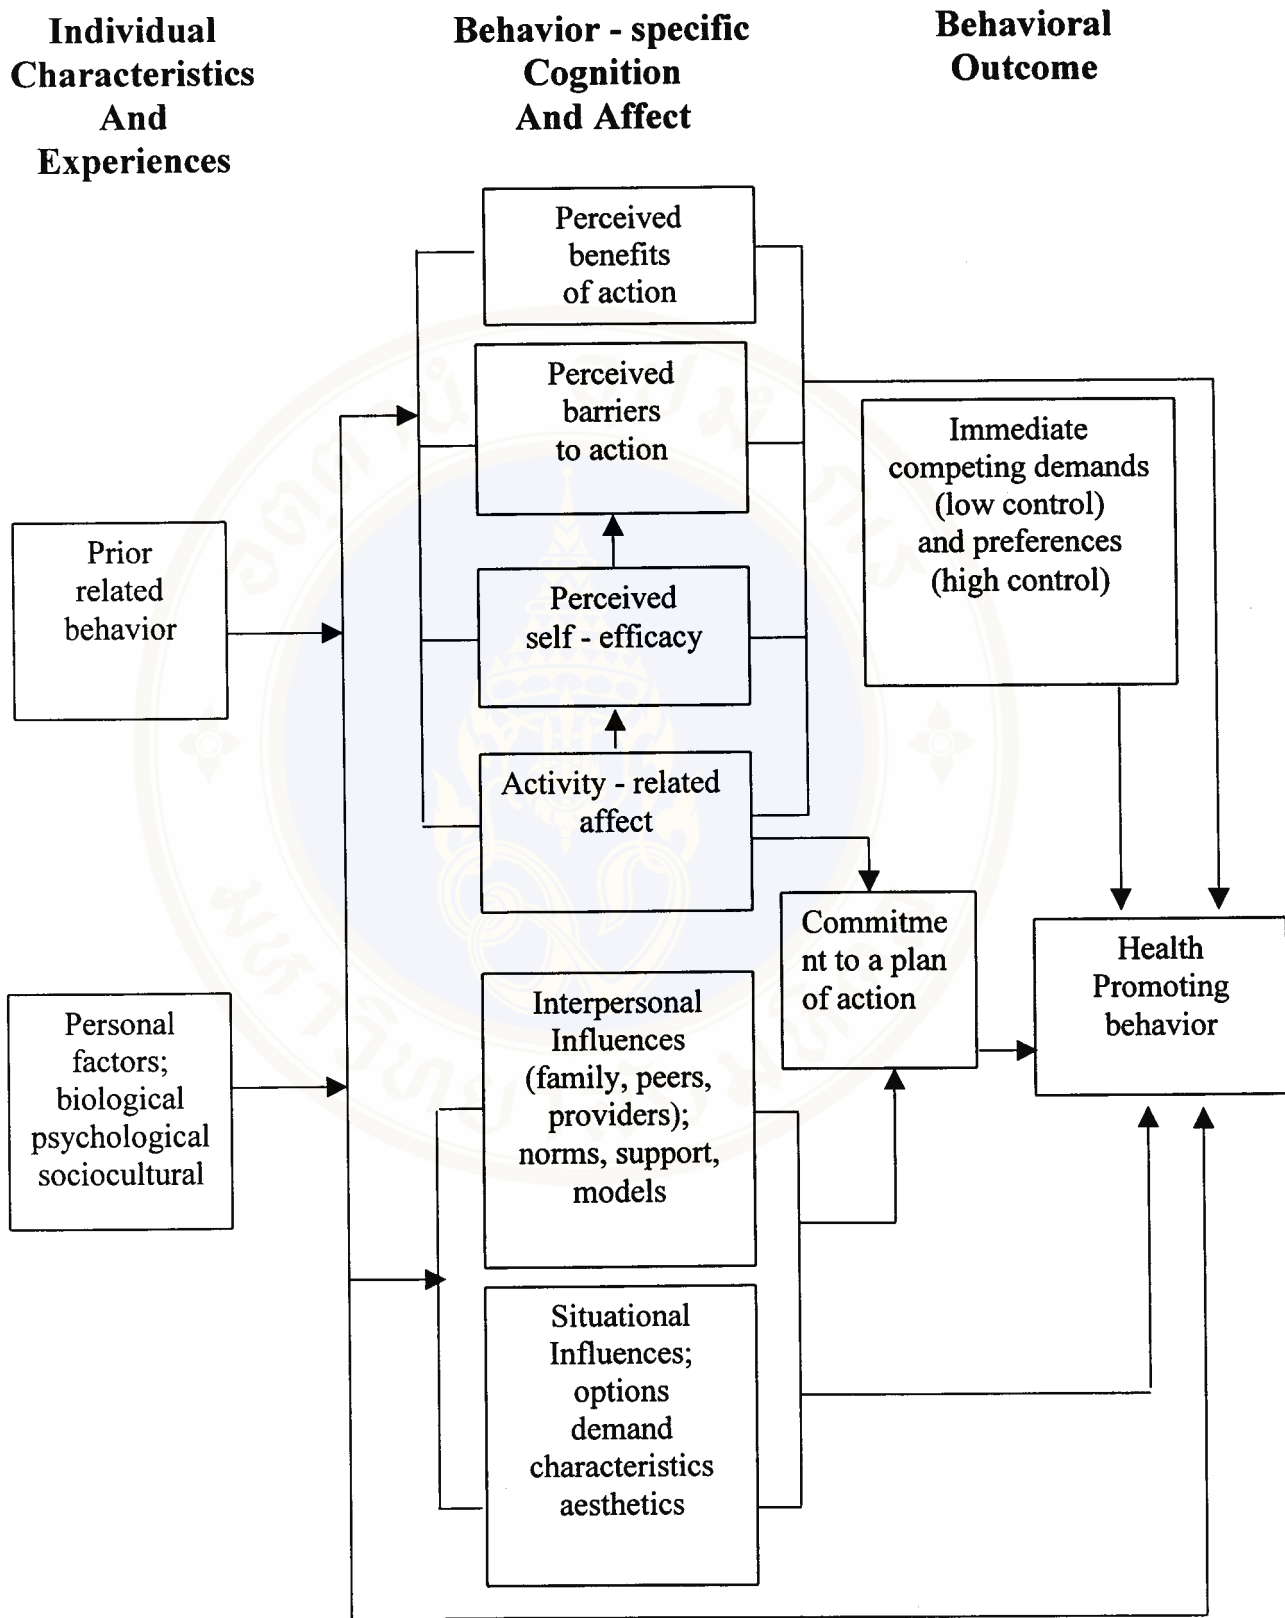 Individual
Characteristics
And
Experiences
Behavior - specific
Cognition
And Affect
Behavioral
Outcome
Perceived
benefits
of action
Perceived
barriers
to action
Immediate
competing demands
(low control)
and preferences
(high control)
Prior
related
behavior
Perceived
self - efficacy
Activity - related
affect
Commitme
nt to a plan
of action
Health
Promoting
behavior
Personal
factors;
biological
psychological
sociocultural
Interpersonal
Influences
(family, peers,
providers);
norms, support,
models
Situational
Influences;
options
demand
characteristics
aesthetics